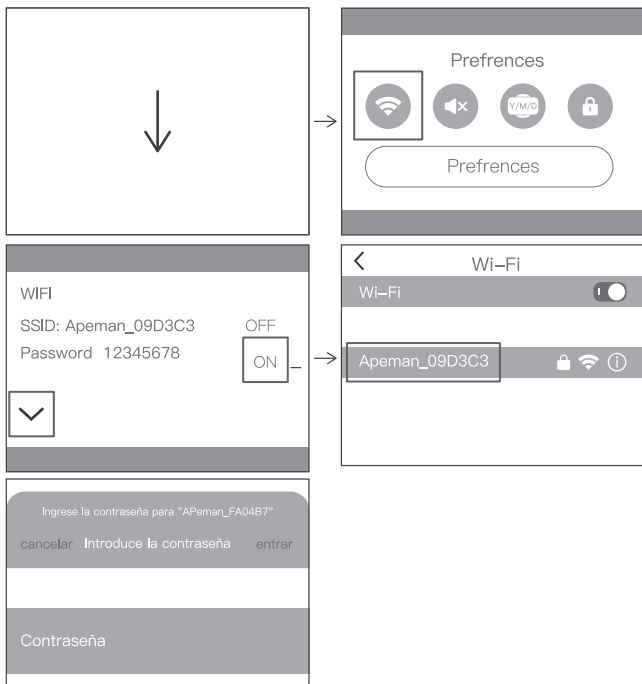 Prefrences
Y/M/D
Prefrences
WIFI
SSID: Apeman_09D3C3
OFF
Password 12345678
ON _
Wi-Fi
Wi-Fi
Apeman_09D3C3
Ingrese la contraseña para "APeman_FA04B7"
cancelar Introduce la contraseña entrar
Contraseña